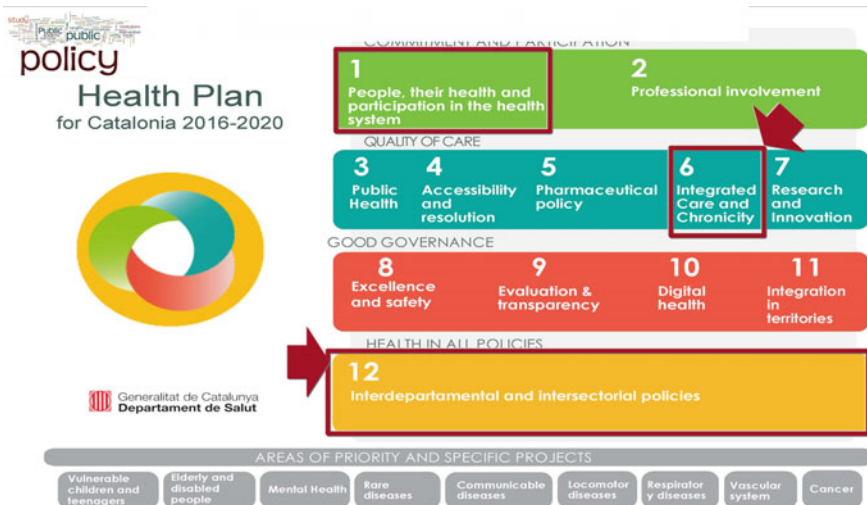 study
Public
public
policy
Health Plan
for Catalonia 2016-2020
Generalitat de Catalunya
Departament de Salut
COMMITMENT AND PARTICIPATION
1
People, their health and
participation in the health
system
2
Professional involvement
QUALITY OF CARE
3
Public
Health
4
Accessibility
and
resolution
5
Pharmaceutical
policy
6
Integrated
Care and
Chronicity
7
Research
and
Innovation
GOOD GOVERNANCE
8
Excellence
and safety
9
Evaluation &
transparency
10
Digital
health
11
Integration
in
territories
HEALTH IN ALL POLICIES
12
Interdepartamental and intersectorial policies
AREAS OF PRIORITY AND SPECIFIC PROJECTS
Vulnerable
children and
teenagers
Elderly and
disabled
people
Mental Health
Rare
diseases
Communicable
diseases
Locomotor
diseases
Respirator
y diseases
Vascular
system
Cancer